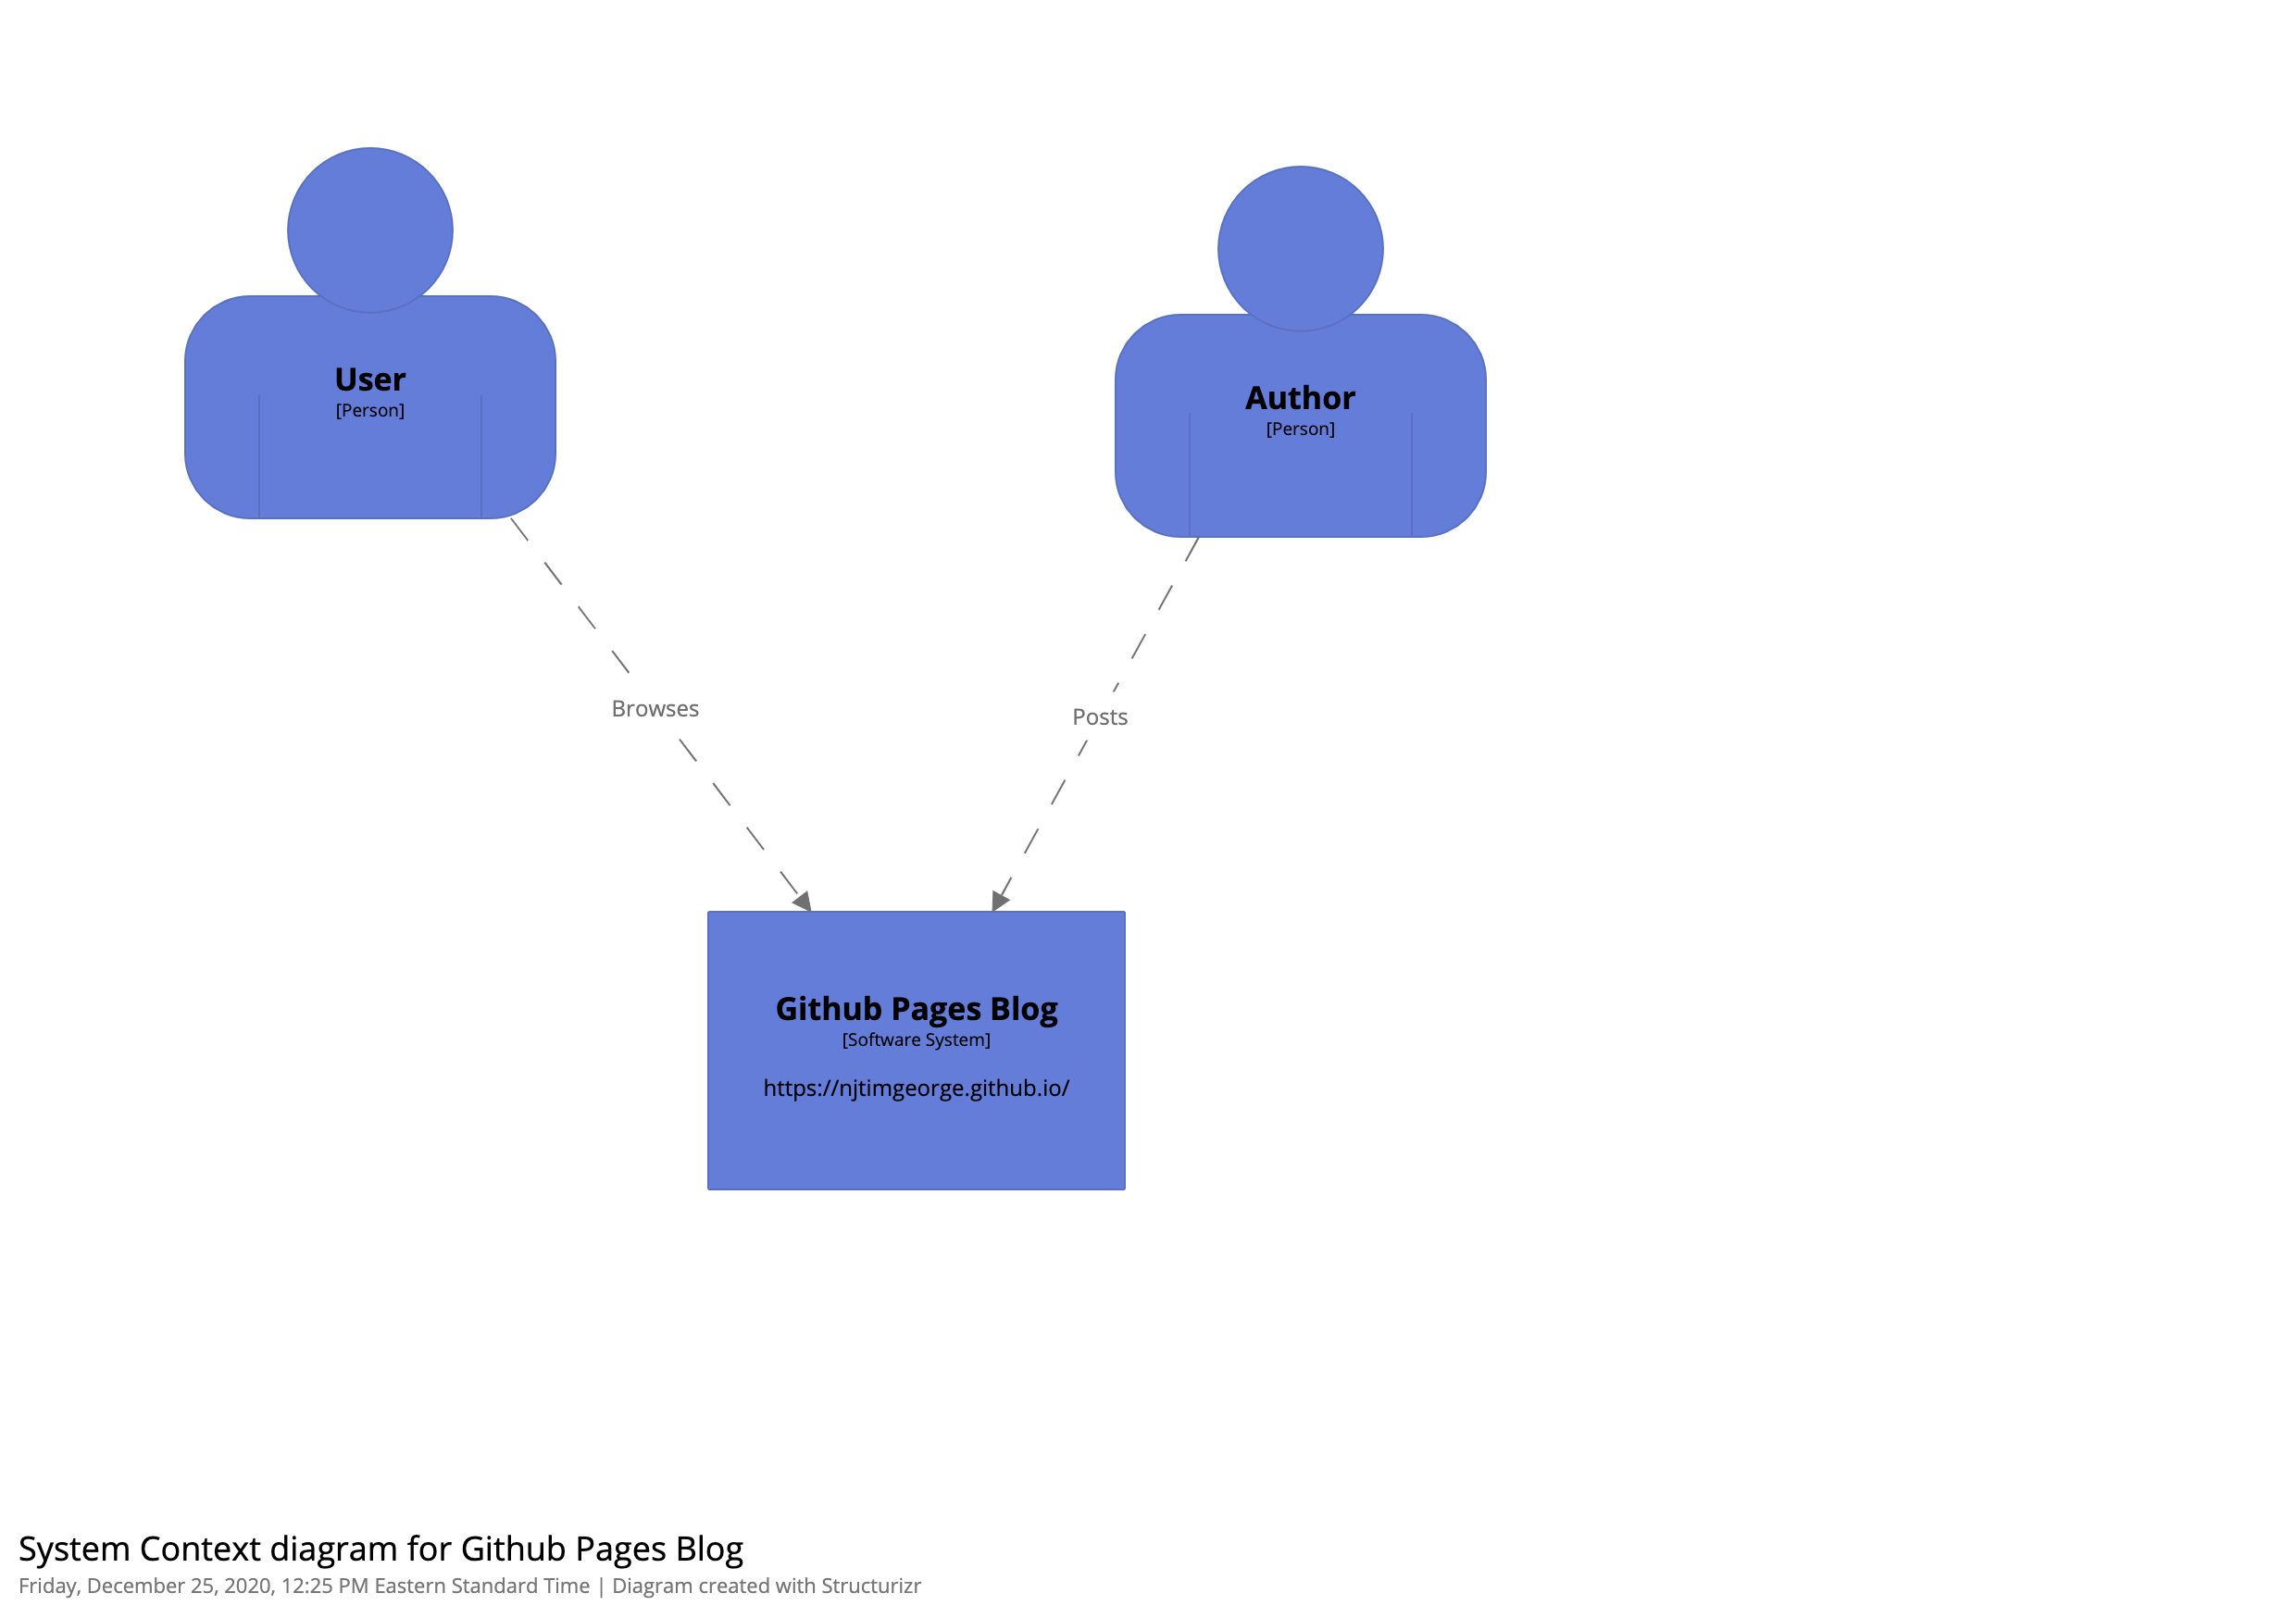 User
[Person]
Author
[Person]
Browses
Posts
Github Pages Blog
[Software System]
https://njtimgeorge.github.io/
System Context diagram for Github Pages Blog
Friday, December 25, 2020, 12:25 PM Eastern Standard Time | Diagram created with Structurizr